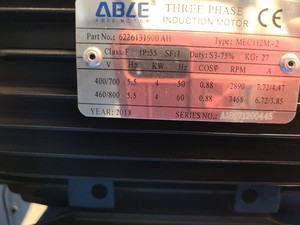 ABLE THREE PHASE
INDUCTION MOTOR CE
Part No.: 6226131900AH Type: MEC112M-2
Class: F IP:55 SF:1 Duty: S3-75% KG: 27
V Hp KW Hz COSφ RPM A
400/700 5,5 4 50 0,88 2890 7.72/4.47
460/800 5,5 4 60 0,88 3468 6.72/3.85
YEAR: 2018 SERIES NO.: